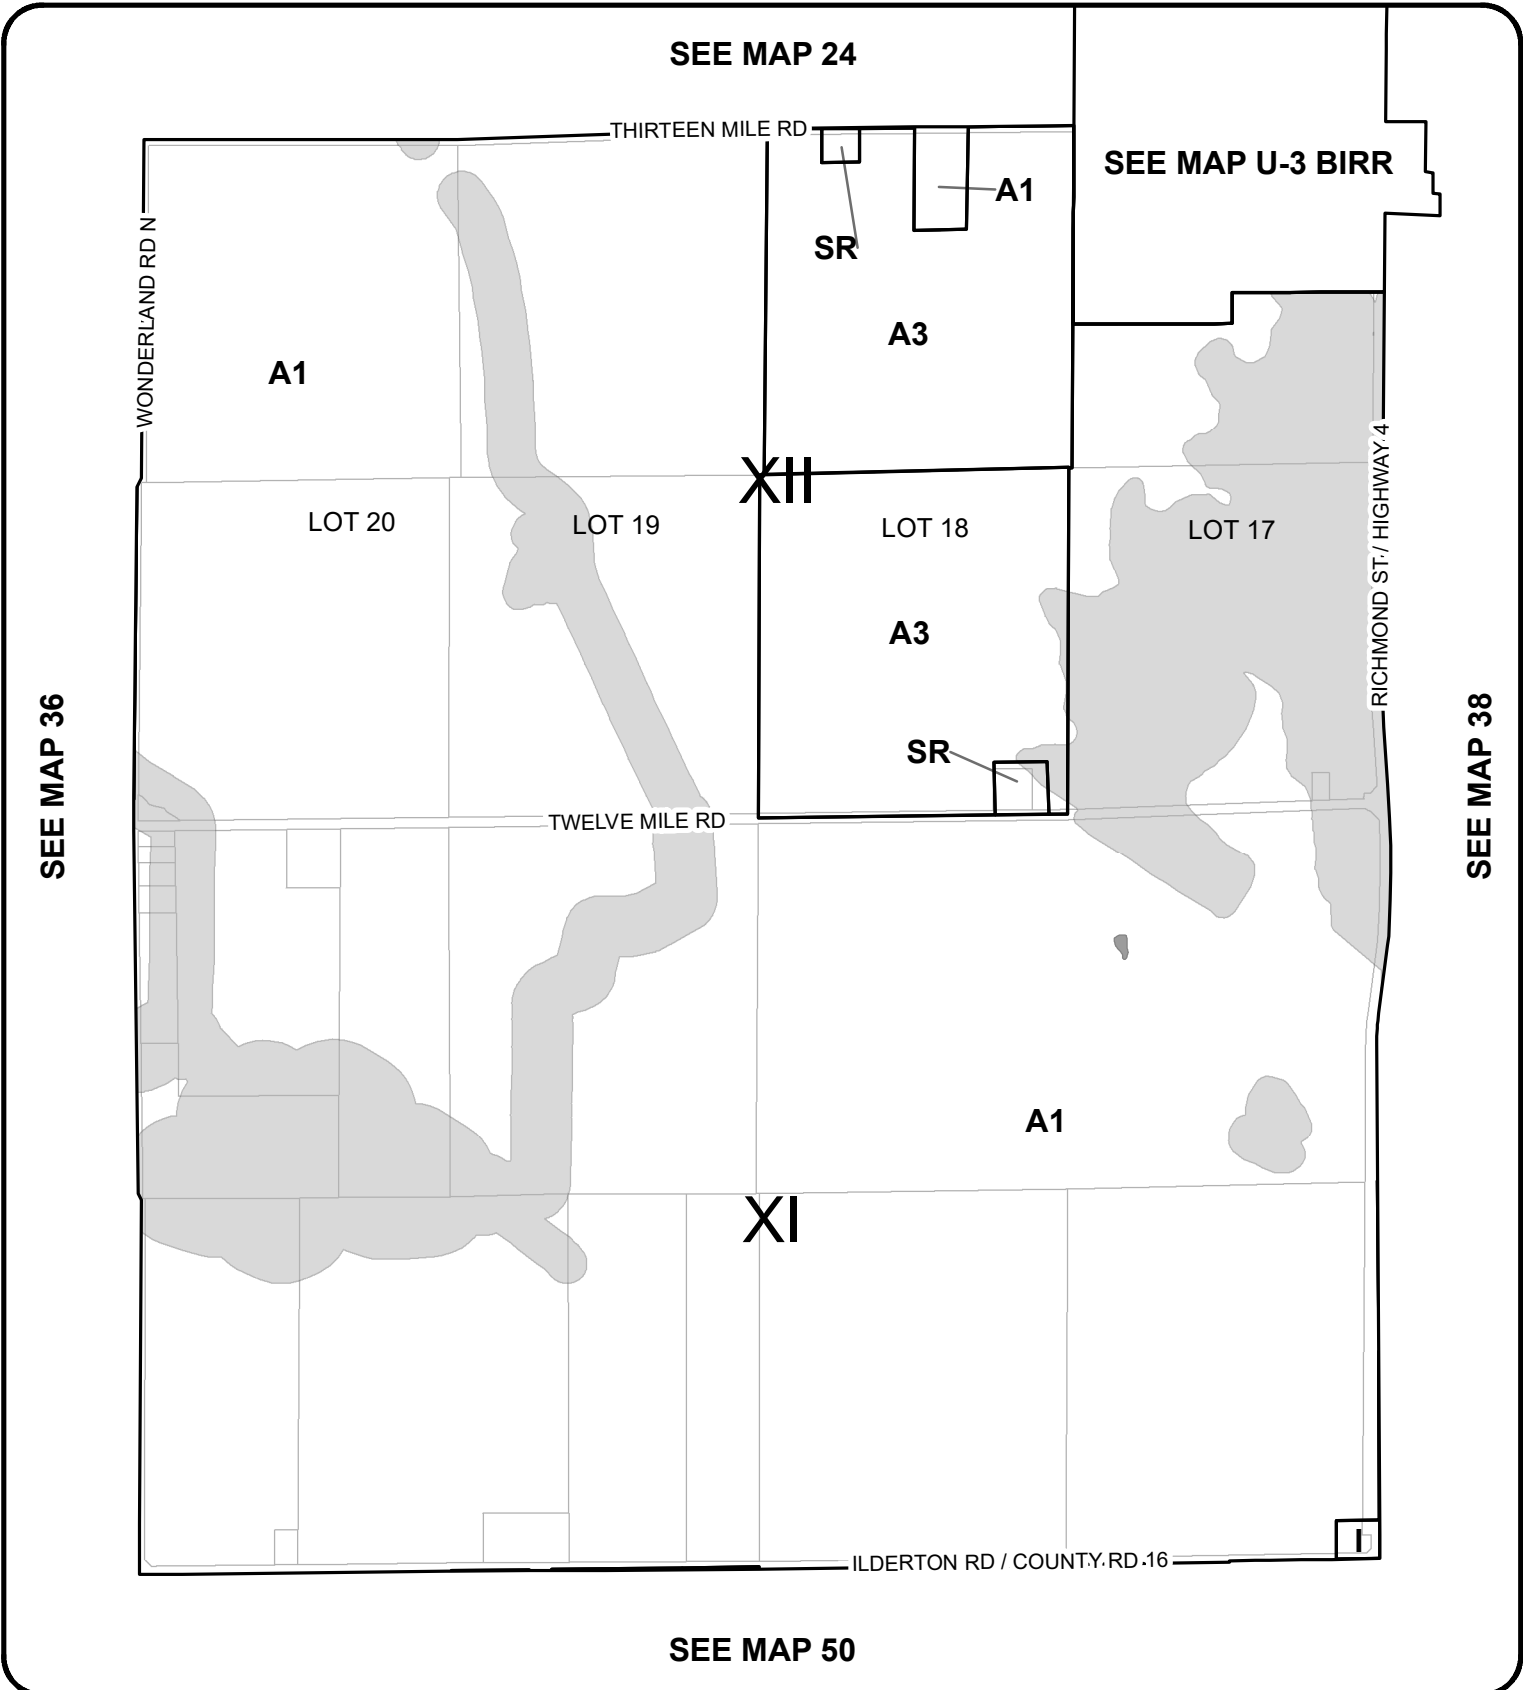 SEE MAP 24
THIRTEEN MILE RD
SEE MAP U-3 BIRR
A1
SR
WONDERLAND RD N
A3
A1
XII
LOT 20
LOT 19
LOT 18
LOT 17
RICHMOND ST / HIGHWAY 4
A3
SEE MAP 36
SEE MAP 38
SR
TWELVE MILE RD
A1
XI
I
ILDERTON RD / COUNTY RD 16
SEE MAP 50